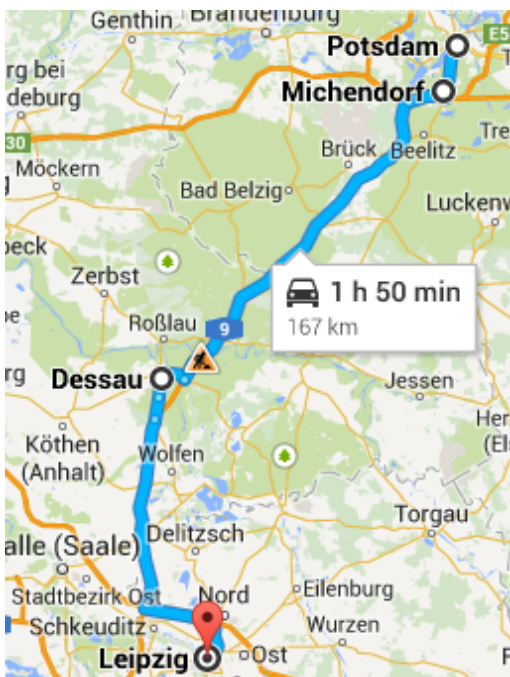 Brandenburg
Genthin
Potsdam
E5
rg bei
deburg
Michendorf
30
Brück
Beelitz
Tre
Möckern
Bad Belzig
Luckenw
beck
Zerbst
1 h 50 min
167 km
pe
Roßlau
9
rg
Dessau
Jessen
Her
(El
Köthen
(Anhalt)
Wolfen
Torgau
alle (Saale)
Delitzsch
Stadtbezirk Ost
Nord
Eilenburg
Schkeuditz
Wurzen
Leipzig
Ost
F